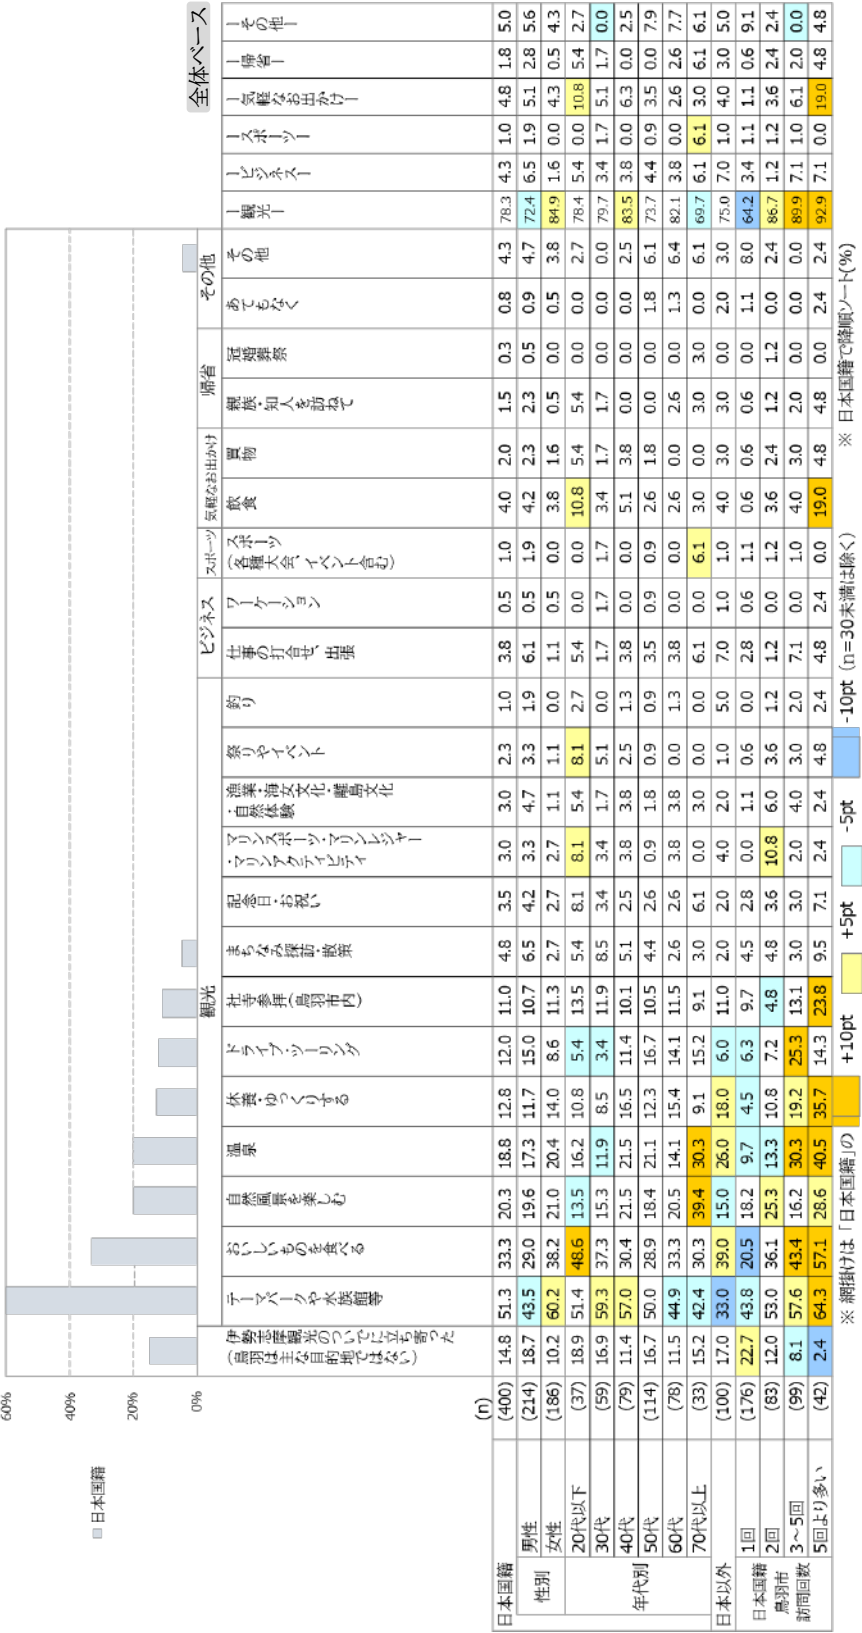 全体ベース
60%
40%
20%
0%
日本国籍
観光
ビジネス
スポーツ
気軽なお出かけ
帰省
その他
(n)
伊勢志摩観光のついでに立ち寄った
(鳥羽は主な目的地ではない)
テーマパークや水族館等
おいしいものを食べる
自然風景を楽しむ
温泉
休養・ゆっくりする
ドライブ・ツーリング
社寺参拝(鳥羽市内)
まちなみ探訪・散策
記念日・お祝い
マリンスポーツ・マリンレジャー
・マリンアクティビティ
漁業・海女文化・離島文化
・自然体験
祭りやイベント
釣り
仕事の打合せ、出張
ワーケーション
スポーツ
(各種大会、イベント含む)
飲食
買物
親族・知人を訪ねて
冠婚葬祭
あてもなく
その他
ー観光ー
ービジネスー
ースポーツー
ー気軽なお出かけー
ー帰省ー
ーその他ー
日本国籍 (400) 14.8 51.3 33.3 20.3 18.8 12.8 12.0 11.0 4.8 3.5 3.0 3.0 2.3 1.0 3.8 0.5 1.0 4.0 2.0 1.5 0.3 0.8 4.3 78.3 4.3 1.0 4.8 1.8 5.0
性別
男性 (214) 18.7 43.5 29.0 19.6 17.3 11.7 15.0 10.7 6.5 4.2 3.3 4.7 3.3 1.9 6.1 0.5 1.9 4.2 2.3 2.3 0.5 0.9 4.7 72.4 6.5 1.9 5.1 2.8 5.6
女性 (186) 10.2 60.2 38.2 21.0 20.4 14.0 8.6 11.3 2.7 2.7 2.7 1.1 1.1 0.0 1.1 0.5 0.0 3.8 1.6 0.5 0.0 0.5 3.8 84.9 1.6 0.0 4.3 0.5 4.3
年代別
20代以下 (37) 18.9 51.4 48.6 13.5 16.2 10.8 5.4 13.5 5.4 8.1 8.1 5.4 8.1 2.7 5.4 0.0 0.0 10.8 5.4 5.4 0.0 0.0 2.7 78.4 5.4 0.0 10.8 5.4 2.7
30代 (59) 16.9 59.3 37.3 15.3 11.9 8.5 3.4 11.9 8.5 3.4 3.4 1.7 5.1 0.0 1.7 1.7 1.7 3.4 1.7 1.7 0.0 0.0 0.0 79.7 3.4 1.7 5.1 1.7 0.0
40代 (79) 11.4 57.0 30.4 21.5 21.5 16.5 11.4 10.1 5.1 2.5 3.8 3.8 2.5 1.3 3.8 0.0 0.0 5.1 3.8 0.0 0.0 0.0 2.5 83.5 3.8 0.0 6.3 0.0 2.5
50代 (114) 16.7 50.0 28.9 18.4 21.1 12.3 16.7 10.5 4.4 2.6 0.9 1.8 0.9 0.9 3.5 0.9 0.9 2.6 1.8 0.0 0.0 1.8 6.1 73.7 4.4 0.9 3.5 0.0 7.9
60代 (78) 11.5 44.9 33.3 20.5 14.1 15.4 14.1 11.5 2.6 2.6 3.8 3.8 0.0 1.3 3.8 0.0 0.0 2.6 0.0 2.6 0.0 1.3 6.4 82.1 3.8 0.0 2.6 2.6 7.7
70代以上 (33) 15.2 42.4 30.3 39.4 30.3 9.1 15.2 9.1 3.0 6.1 0.0 3.0 0.0 0.0 6.1 0.0 6.1 3.0 0.0 3.0 3.0 0.0 6.1 69.7 6.1 6.1 3.0 6.1 6.1
日本以外 (100) 17.0 33.0 39.0 15.0 26.0 18.0 6.0 11.0 2.0 2.0 4.0 2.0 1.0 5.0 7.0 1.0 1.0 4.0 3.0 3.0 0.0 2.0 3.0 75.0 7.0 1.0 4.0 3.0 5.0
日本国籍
鳥羽市
訪問回数
1回 (176) 22.7 43.8 20.5 18.2 9.7 4.5 6.3 9.7 4.5 2.8 0.0 1.1 0.6 0.0 2.8 0.6 1.1 0.6 0.6 0.6 0.0 1.1 8.0 64.2 3.4 1.1 1.1 0.6 9.1
2回 (83) 12.0 53.0 36.1 25.3 13.3 10.8 7.2 4.8 4.8 3.6 10.8 6.0 3.6 1.2 1.2 0.0 1.2 3.6 2.4 1.2 1.2 0.0 2.4 86.7 1.2 1.2 3.6 2.4 2.4
3～5回 (99) 8.1 57.6 43.4 16.2 30.3 19.2 25.3 13.1 3.0 3.0 2.0 4.0 3.0 2.0 7.1 0.0 1.0 4.0 3.0 2.0 0.0 0.0 0.0 89.9 7.1 1.0 6.1 2.0 0.0
5回より多い (42) 2.4 64.3 57.1 28.6 40.5 35.7 14.3 23.8 9.5 7.1 2.4 2.4 4.8 2.4 4.8 2.4 0.0 19.0 4.8 4.8 0.0 2.4 2.4 92.9 7.1 0.0 19.0 4.8 4.8
※ 網掛けは「日本国籍」の +10pt +5pt -5pt -10pt (n=30未満は除く) ※ 日本国籍で降順ソート(%)